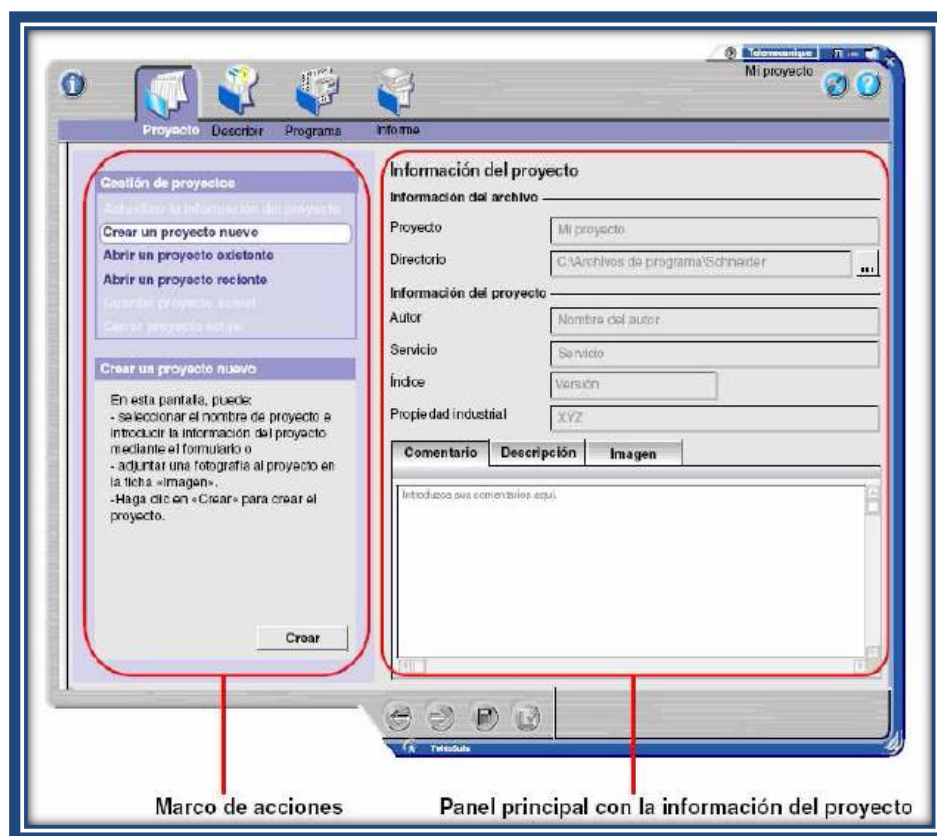 Telemecanique
Mi proyecto
Proyecto Describir Programa Informe
Gestión de proyectos
Actualizar la información del proyecto
Crear un proyecto nuevo
Abrir un proyecto existente
Abrir un proyecto reciente
Guardar proyecto actual
Cerrar proyecto actual
Crear un proyecto nuevo
En esta pantalla, puede:
- seleccionar el nombre de proyecto e
introducir la información del proyecto
mediante el formulario o
- adjuntar una fotografía al proyecto en
la ficha «Imagen».
-Haga clic en «Crear» para crear el
proyecto.
Crear
Información del proyecto
Información del archivo
Proyecto Mi proyecto
Directorio C:\Archivos de programa\Schneider ...
Información del proyecto
Autor Nombre del autor
Servicio Servicio
Índice Versión
Propiedad industrial XYZ
Comentario Descripción Imagen
Introduzca sus comentarios aquí.
TwidoSuite
Marco de acciones
Panel principal con la información del proyecto